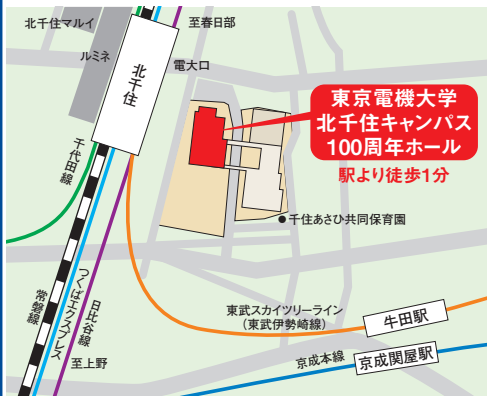 北千住マルイ
至春日部
ルミネ
北千住
電大口
東京電機大学
北千住キャンパス
100周年ホール
駅より徒歩1分
千代田線
千住あさひ共同保育園
東武スカイツリーライン
(東武伊勢崎線)
牛田駅
日比谷線
つくばエクスプレス
常磐線
至上野
京成本線
京成関屋駅